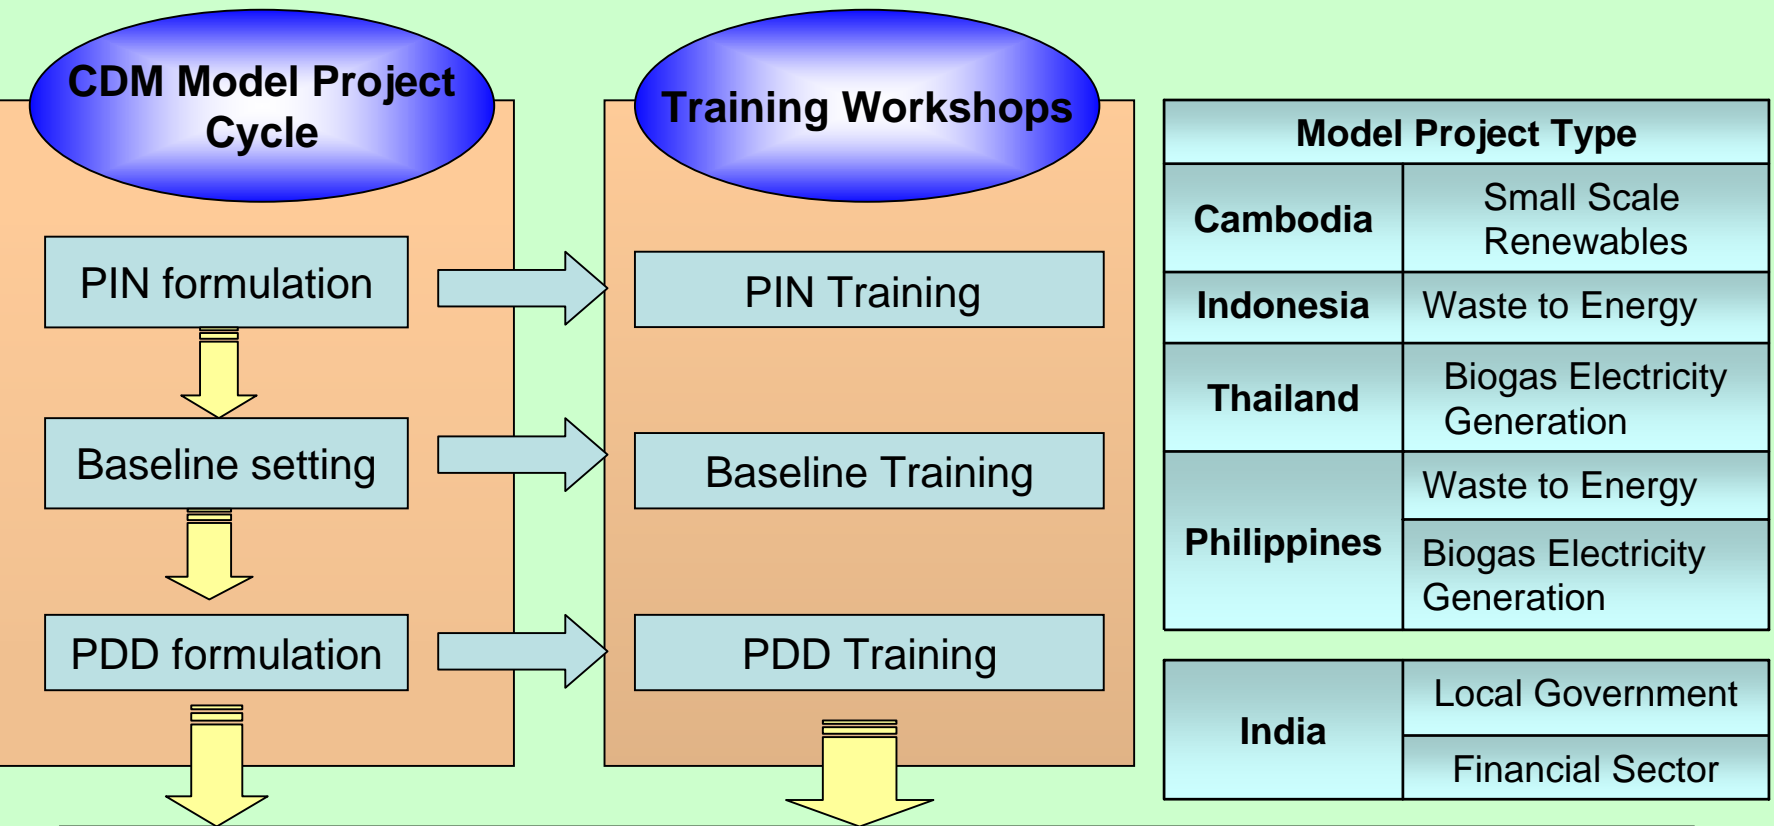 CDM Model Project
Cycle
PIN formulation
Baseline setting
PDD formulation
Training Workshops
PIN Training
Baseline Training
PDD Training
Model Project Type
Cambodia
Small Scale
Renewables
Indonesia
Waste to Energy
Thailand
Biogas Electricity
Generation
Philippines
Waste to Energy
Biogas Electricity
Generation
India
Local Government
Financial Sector